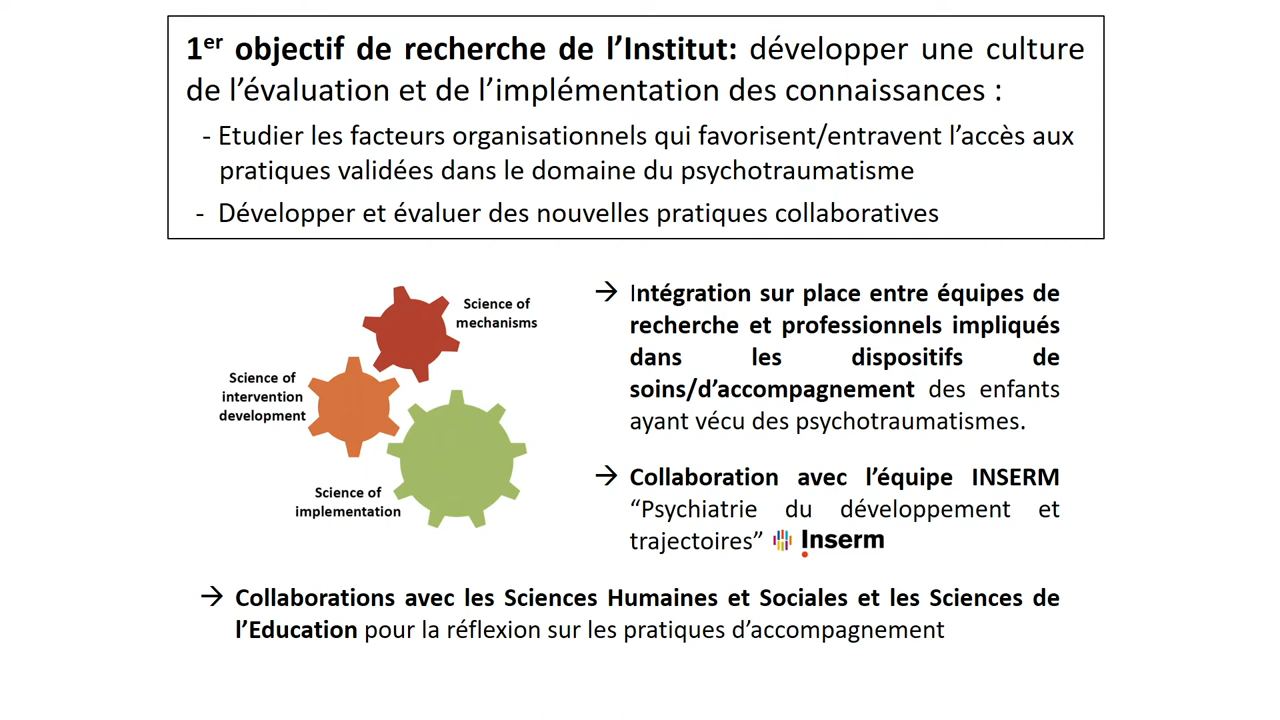 1er objectif de recherche de l’Institut: développer une culture
de l’évaluation et de l’implémentation des connaissances :
- Etudier les facteurs organisationnels qui favorisent/entravent l’accès aux
pratiques validées dans le domaine du psychotraumatisme
- Développer et évaluer des nouvelles pratiques collaboratives
Science of
mechanisms
Science of
intervention
development
Science of
implementation
→ Intégration sur place entre équipes de
recherche et professionnels impliqués
dans les dispositifs de
soins/d’accompagnement des enfants
ayant vécu des psychotraumatismes.
→ Collaboration avec l’équipe INSERM
“Psychiatrie du développement et
trajectoires” Inserm
→ Collaborations avec les Sciences Humaines et Sociales et les Sciences de
l’Education pour la réflexion sur les pratiques d’accompagnement